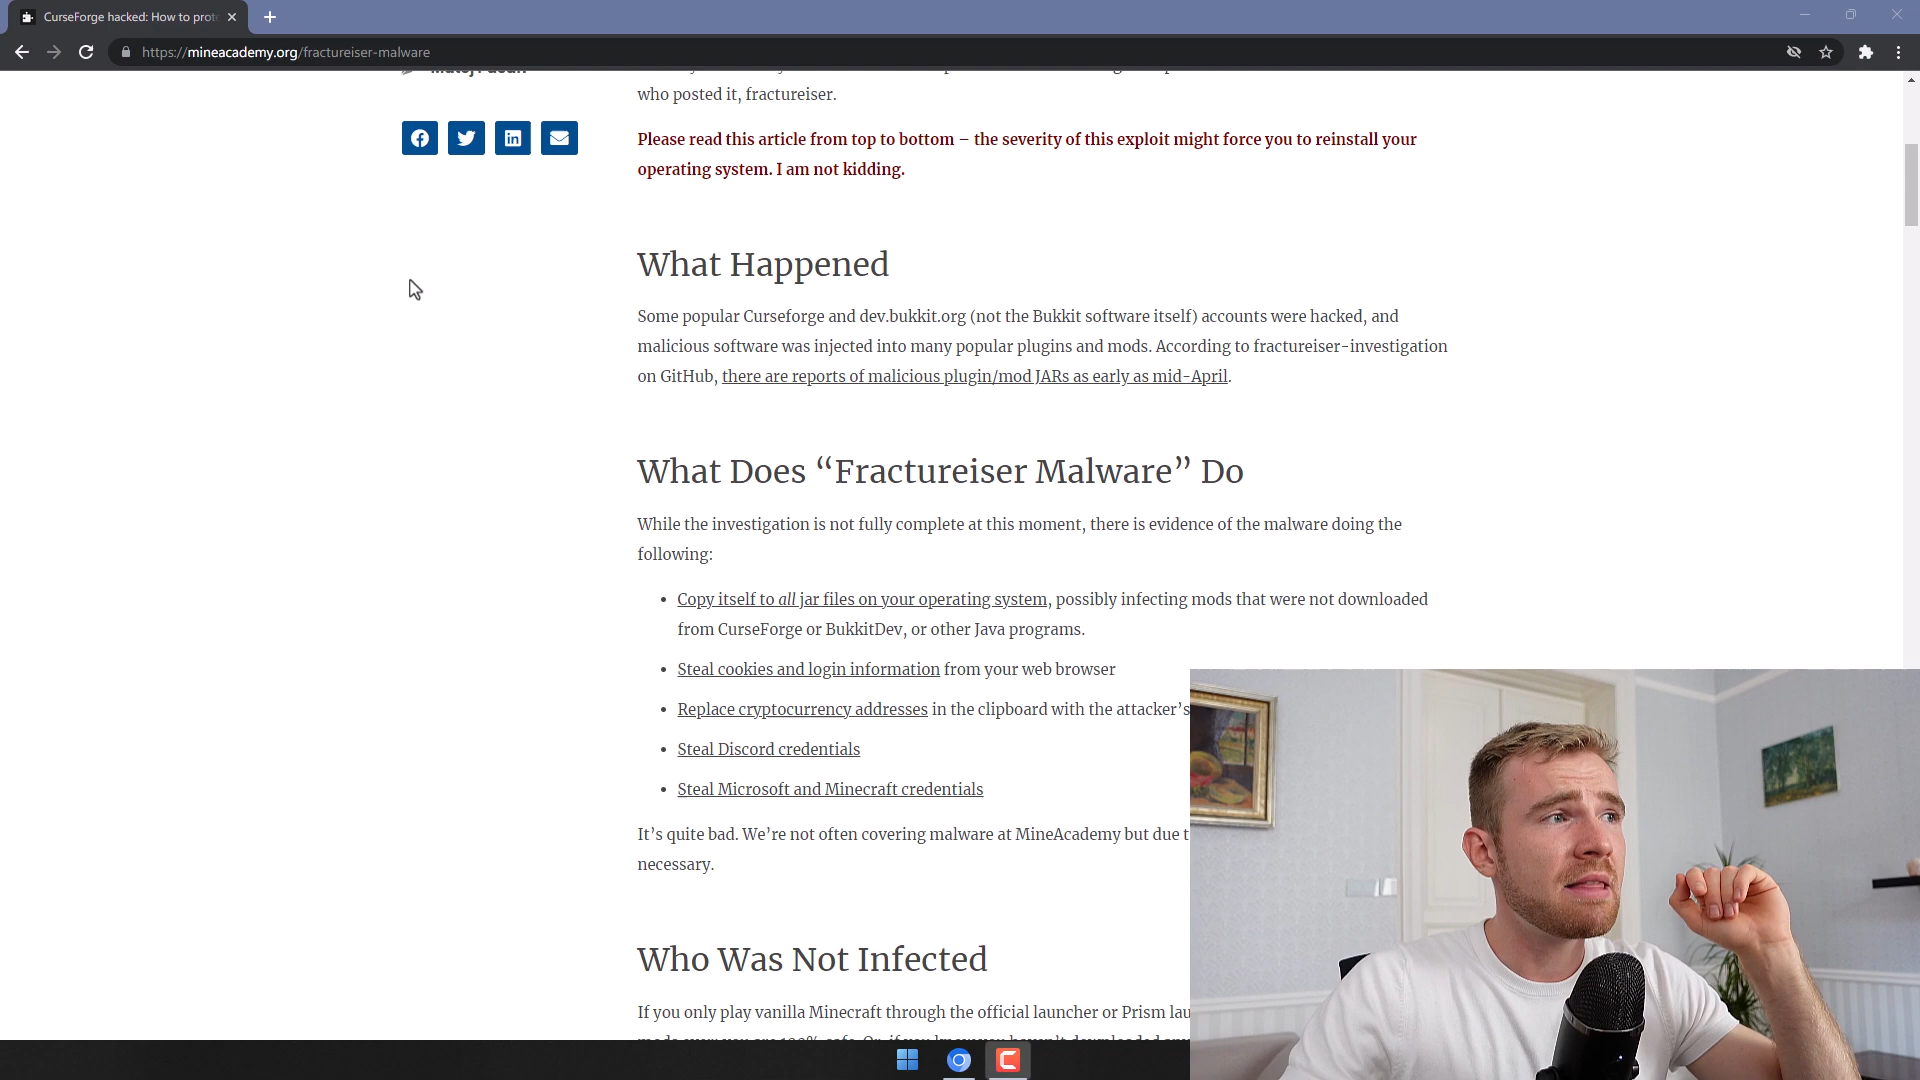 CurseForge hacked: How to prote
https://mineacademy.org/fractureiser-malware
who posted it, fractureiser.
Please read this article from top to bottom – the severity of this exploit might force you to reinstall your
operating system. I am not kidding.
What Happened
Some popular Curseforge and dev.bukkit.org (not the Bukkit software itself) accounts were hacked, and
malicious software was injected into many popular plugins and mods. According to fractureiser-investigation
on GitHub, there are reports of malicious plugin/mod JARs as early as mid-April.
What Does “Fractureiser Malware” Do
While the investigation is not fully complete at this moment, there is evidence of the malware doing the
following:
• Copy itself to all jar files on your operating system, possibly infecting mods that were not downloaded
from CurseForge or BukkitDev, or other Java programs.
• Steal cookies and login information from your web browser
• Replace cryptocurrency addresses in the clipboard with the attacker’s
• Steal Discord credentials
• Steal Microsoft and Minecraft credentials
It’s quite bad. We’re not often covering malware at MineAcademy but due t
necessary.
Who Was Not Infected
If you only play vanilla Minecraft through the official launcher or Prism lau